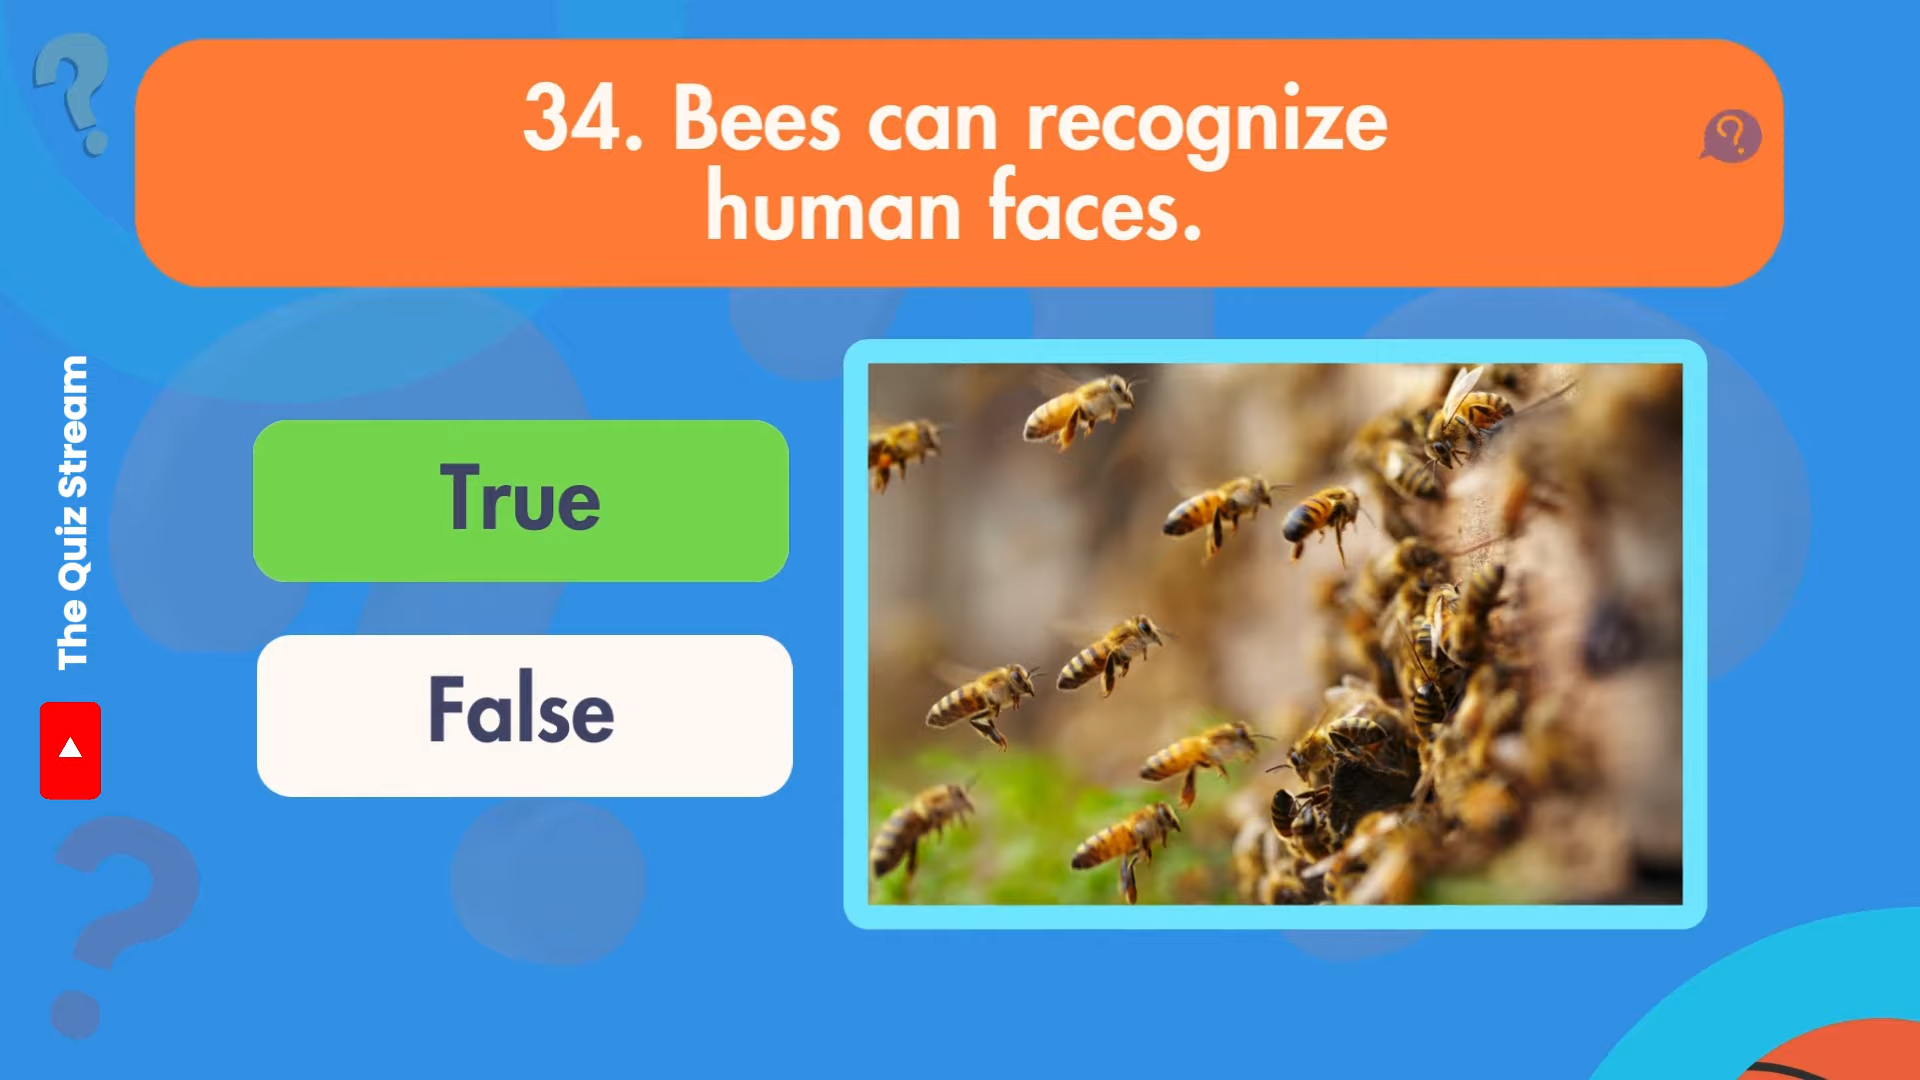 34. Bees can recognize
human faces.
True
False
The Quiz Stream